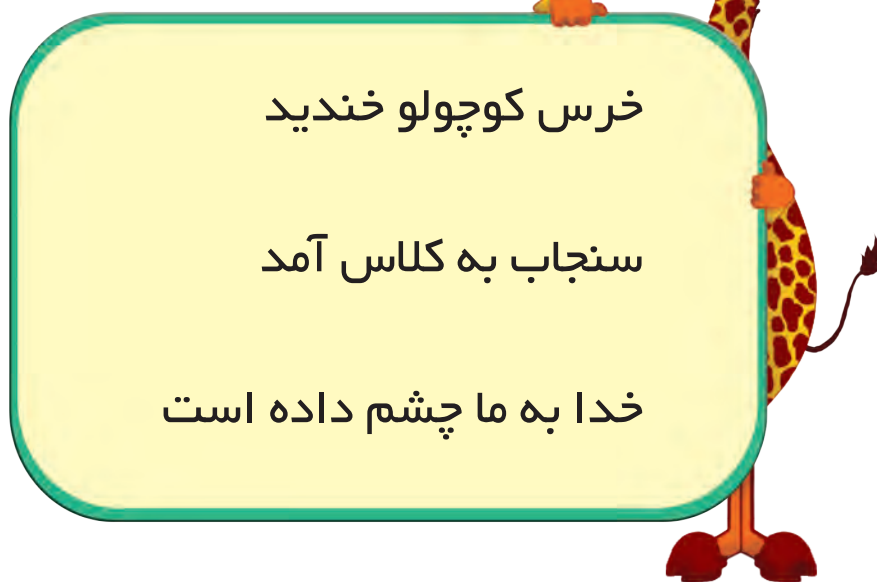 خرس کوچولو خندید
سنجاب به کلاس آمد
خدا به ما چشم داده است